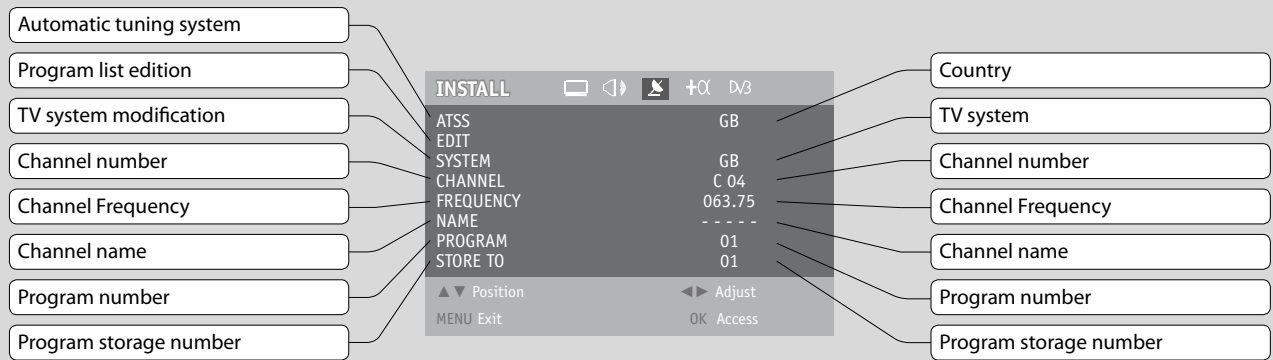 Automatic tuning system
Program list edition
TV system modification
Channel number
Channel Frequency
Channel name
Program number
Program storage number
INSTALL
ATSS GB
EDIT
SYSTEM GB
CHANNEL C 04
FREQUENCY 063.75
NAME - - - - -
PROGRAM 01
STORE TO 01
▲▼ Position ◄► Adjust
MENU Exit OK Access
Country
TV system
Channel number
Channel Frequency
Channel name
Program number
Program storage number